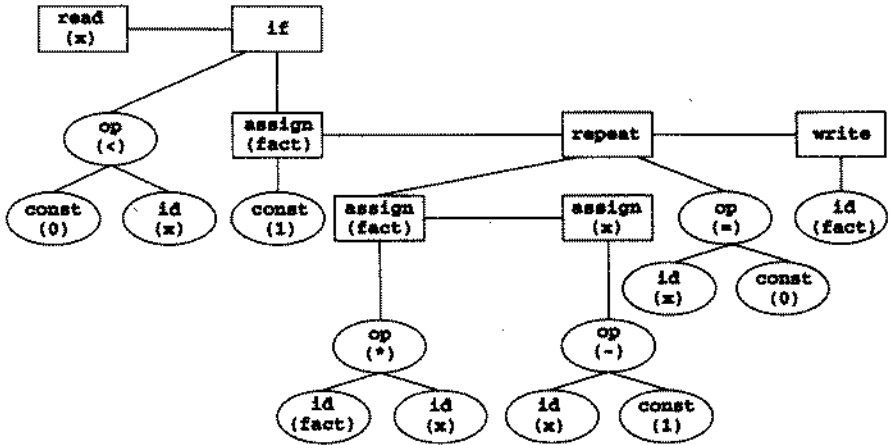 read
(x)
if
op
(<)
assign
(fact)
repeat
write
const
(0)
id
(x)
const
(1)
assign
(fact)
assign
(x)
op
(=)
id
(fact)
id
(x)
const
(0)
op
(*)
op
(-)
id
(fact)
id
(x)
id
(x)
const
(1)